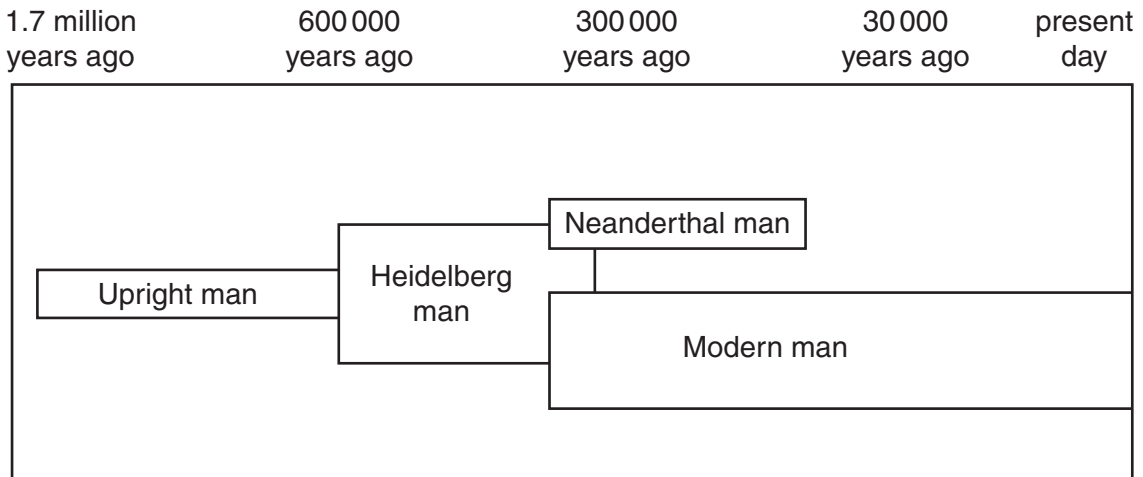 1.7 million years ago
600 000 years ago
300 000 years ago
30 000 years ago
present day
Neanderthal man
Upright man
Heidelberg man
Modern man